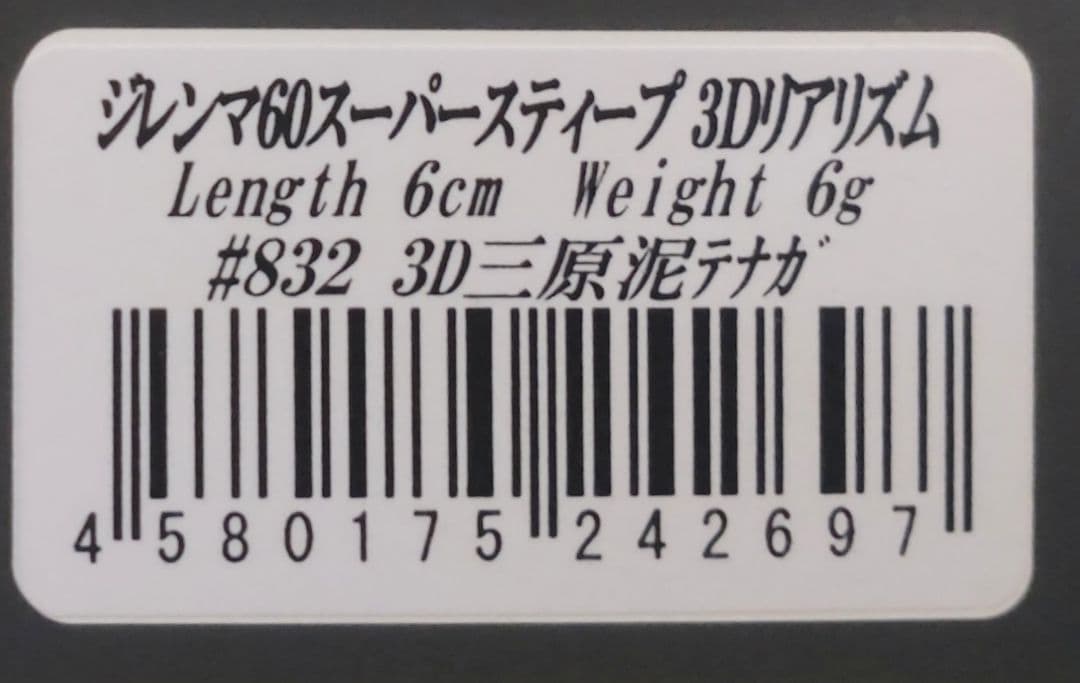 ジレンマ60スーパースティープ 3Dリアリズム
Length 6cm Weight 6g
#832 3D三原泥テナガ
4 580175 242697